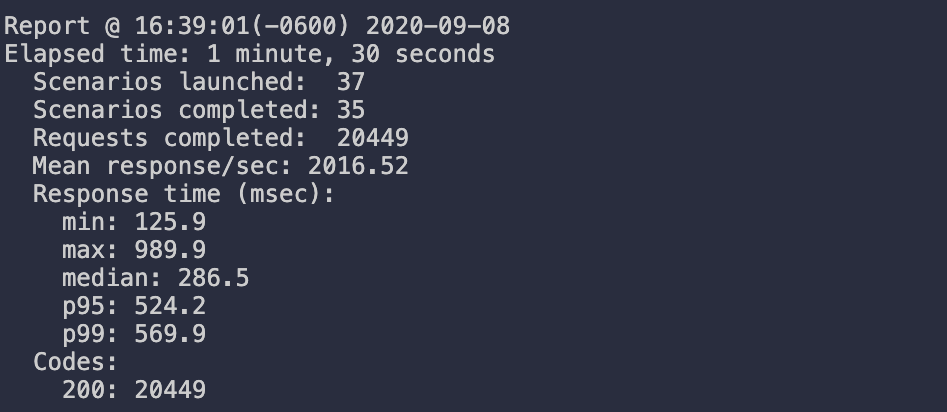 Report @ 16:39:01(-0600) 2020-09-08
Elapsed time: 1 minute, 30 seconds
  Scenarios launched:  37
  Scenarios completed: 35
  Requests completed:  20449
  Mean response/sec: 2016.52
  Response time (msec):
    min: 125.9
    max: 989.9
    median: 286.5
    p95: 524.2
    p99: 569.9
  Codes:
    200: 20449